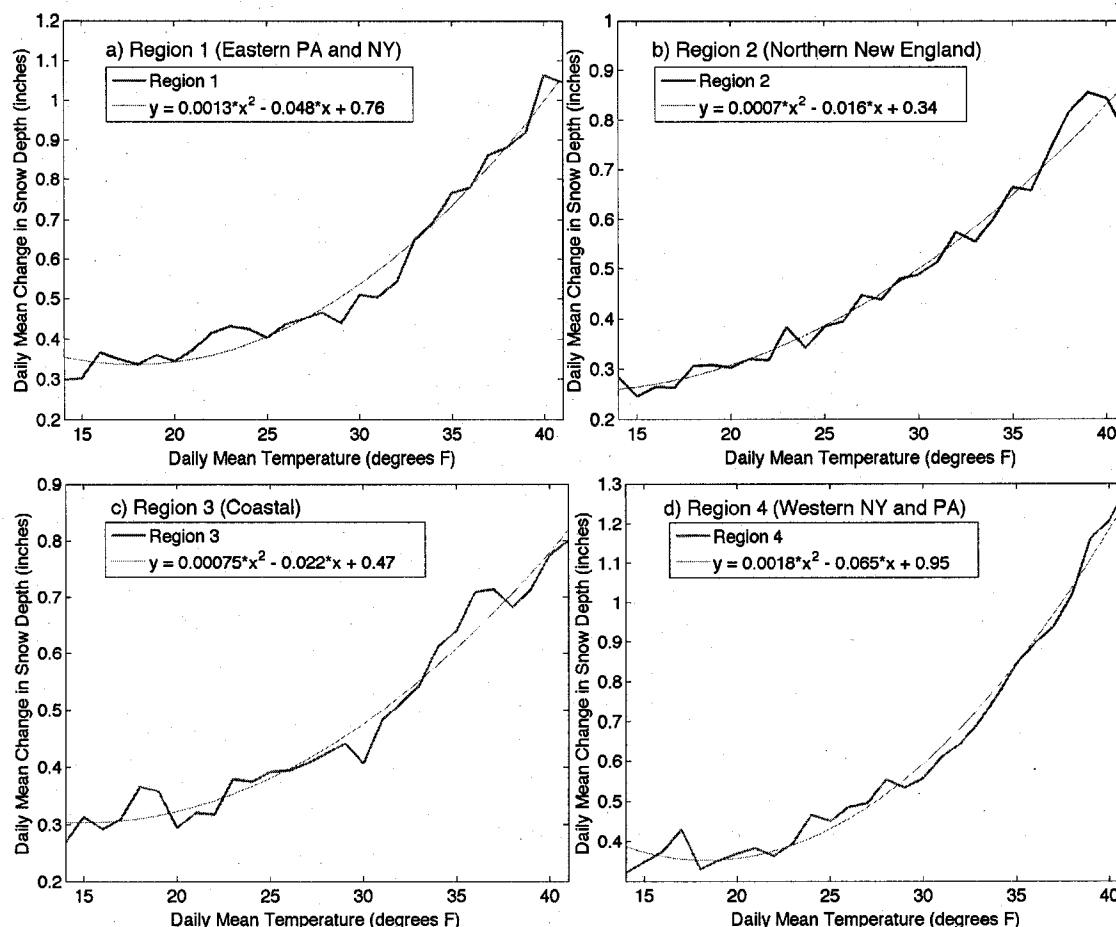 a) Region 1 (Eastern PA and NY)
Region 1
y = 0.0013*x² - 0.048*x + 0.76
1.2
1.1
1
0.9
0.8
0.7
0.6
0.5
0.4
0.3
0.2
Daily Mean Change in Snow Depth (inches)
15 20 25 30 35 40
Daily Mean Temperature (degrees F)
b) Region 2 (Northern New England)
Region 2
y = 0.0007*x² - 0.016*x + 0.34
1
0.9
0.8
0.7
0.6
0.5
0.4
0.3
0.2
Daily Mean Change in Snow Depth (inches)
15 20 25 30 35 40
Daily Mean Temperature (degrees F)
c) Region 3 (Coastal)
Region 3
y = 0.00075*x² - 0.022*x + 0.47
0.9
0.8
0.7
0.6
0.5
0.4
0.3
0.2
Daily Mean Change in Snow Depth (inches)
15 20 25 30 35 40
Daily Mean Temperature (degrees F)
d) Region 4 (Western NY and PA)
Region 4
y = 0.0018*x² - 0.065*x + 0.95
1.3
1.2
1.1
1
0.9
0.8
0.7
0.6
0.5
0.4
Daily Mean Change in Snow Depth (inches)
15 20 25 30 35 40
Daily Mean Temperature (degrees F)